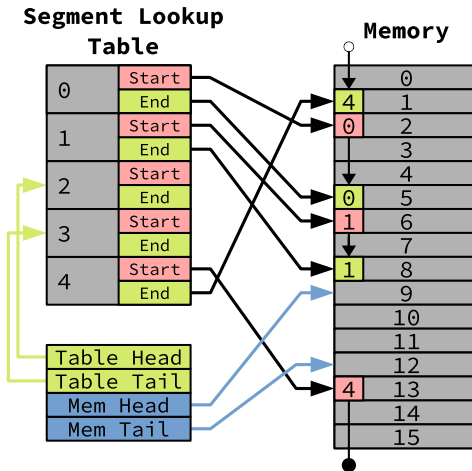 Segment Lookup
Table
Memory
0
Start
End
1
Start
End
2
Start
End
3
Start
End
4
Start
End
Table Head
Table Tail
Mem Head
Mem Tail
0
4 1
0 2
3
4
0 5
1 6
7
1 8
9
10
11
12
4 13
14
15